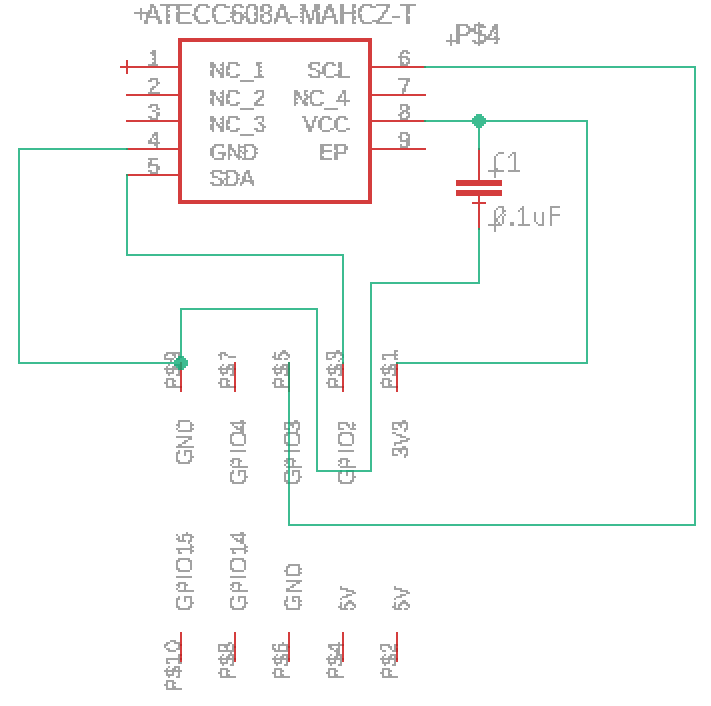 ATECC608A-MAHCZ-T
P$4
1 NC_1 SCL 6
2 NC_2 NC_4 7
3 NC_3 VCC 8
4 GND EP 9
5 SDA
C1
0.1uF
P$9 P$7 P$5 P$3 P$1
GND GPIO4 GPIO3 GPIO2 3V3
GPIO15 GPIO14 GND 5V 5V
P$10 P$8 P$6 P$4 P$2